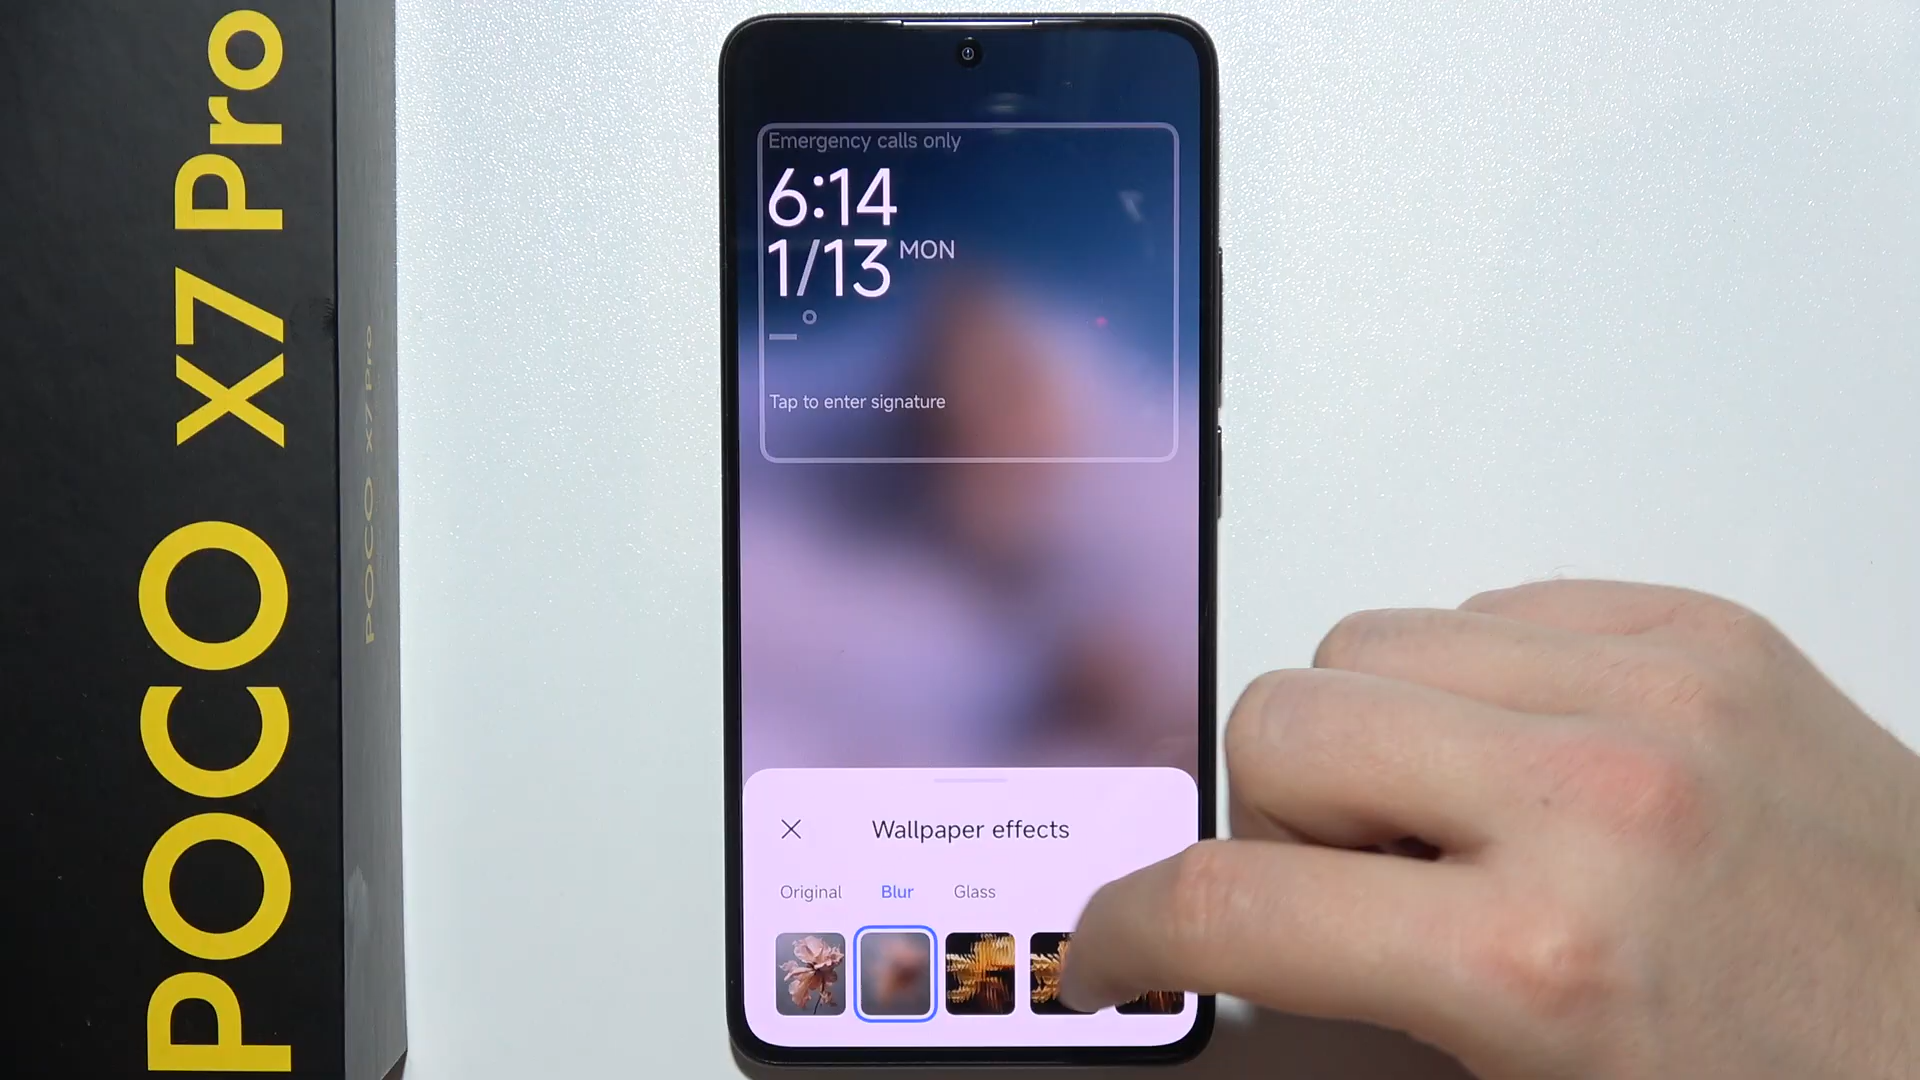 POCO X7 Pro
POCO X7 Pro
Emergency calls only
6:14
1/13 MON
_°
Tap to enter signature
Wallpaper effects
Original Blur Glass